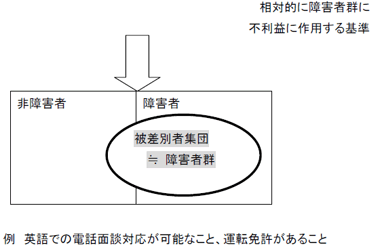 相対的に障害者群に
不利益に作用する基準
非障害者
障害者
被差別者集団
≒ 障害者群
例 英語での電話面談対応が可能なこと、運転免許があること